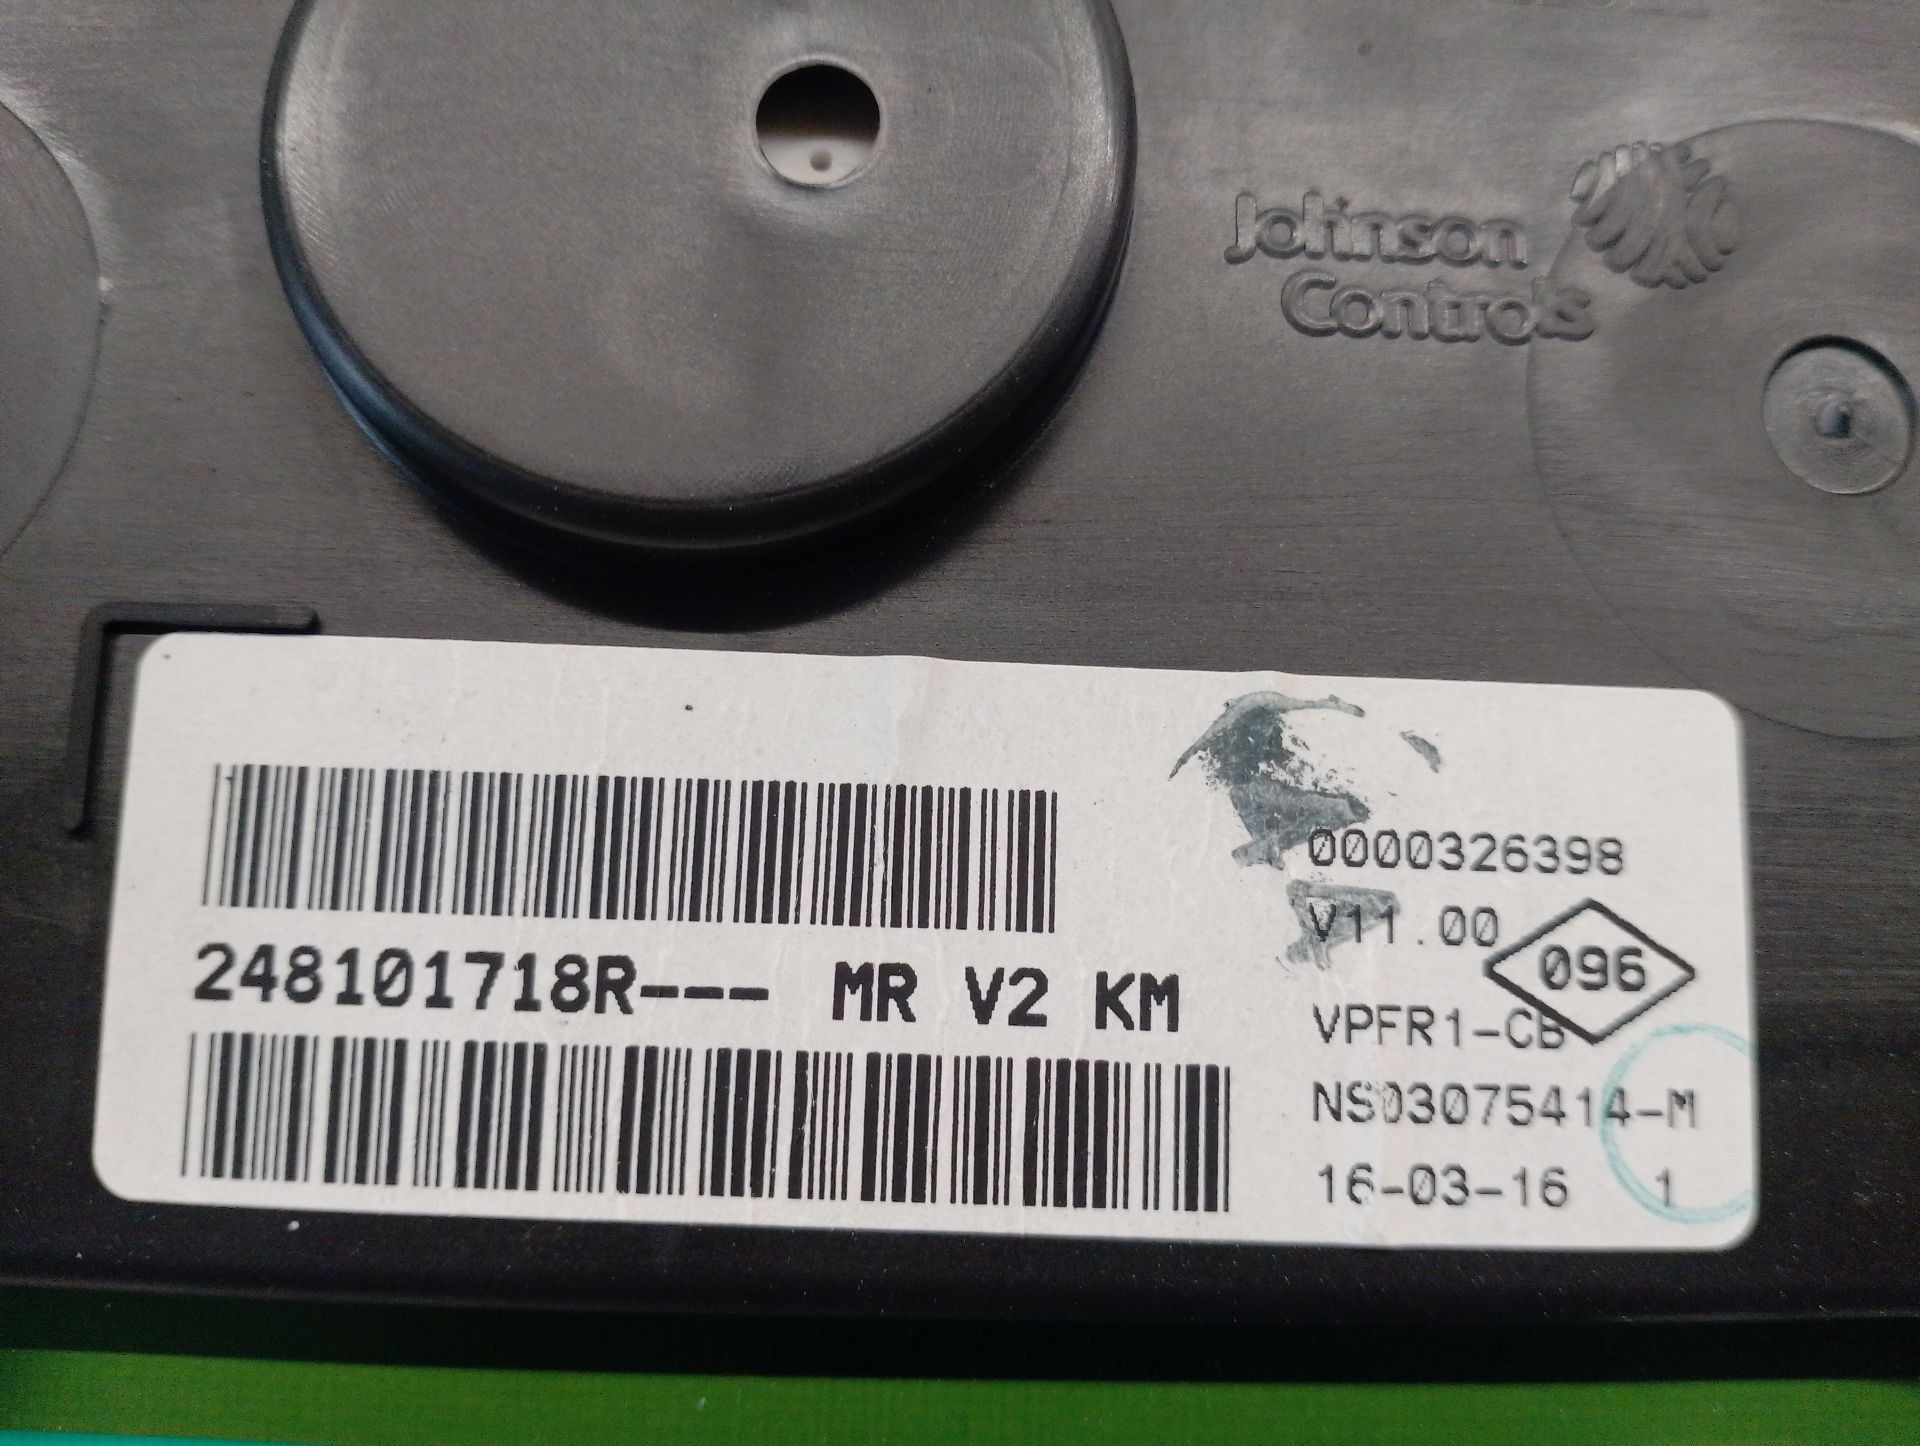 Johnson
Controls
0000326398
V11.00
096
248101718R--- MR V2 KM
VPFR1-CB
NS03075414-M
16-03-16 1